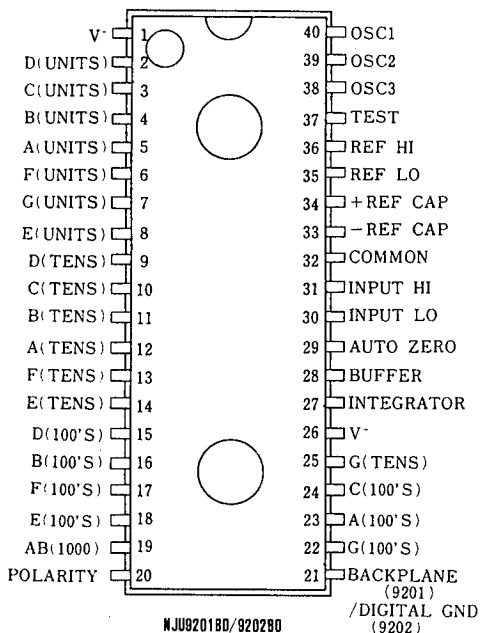 V- 1 40 OSC1
D(UNITS) 2 39 OSC2
C(UNITS) 3 38 OSC3
B(UNITS) 4 37 TEST
A(UNITS) 5 36 REF HI
F(UNITS) 6 35 REF LO
G(UNITS) 7 34 +REF CAP
E(UNITS) 8 33 -REF CAP
D(TENS) 9 32 COMMON
C(TENS) 10 31 INPUT HI
B(TENS) 11 30 INPUT LO
A(TENS) 12 29 AUTO ZERO
F(TENS) 13 28 BUFFER
E(TENS) 14 27 INTEGRATOR
D(100'S) 15 26 V-
B(100'S) 16 25 G(TENS)
F(100'S) 17 24 C(100'S)
E(100'S) 18 23 A(100'S)
AB(1000) 19 22 G(100'S)
POLARITY 20 21 BACKPLANE
(9201)
/DIGITAL GND
(9202)
NJU9201BD/9202BD